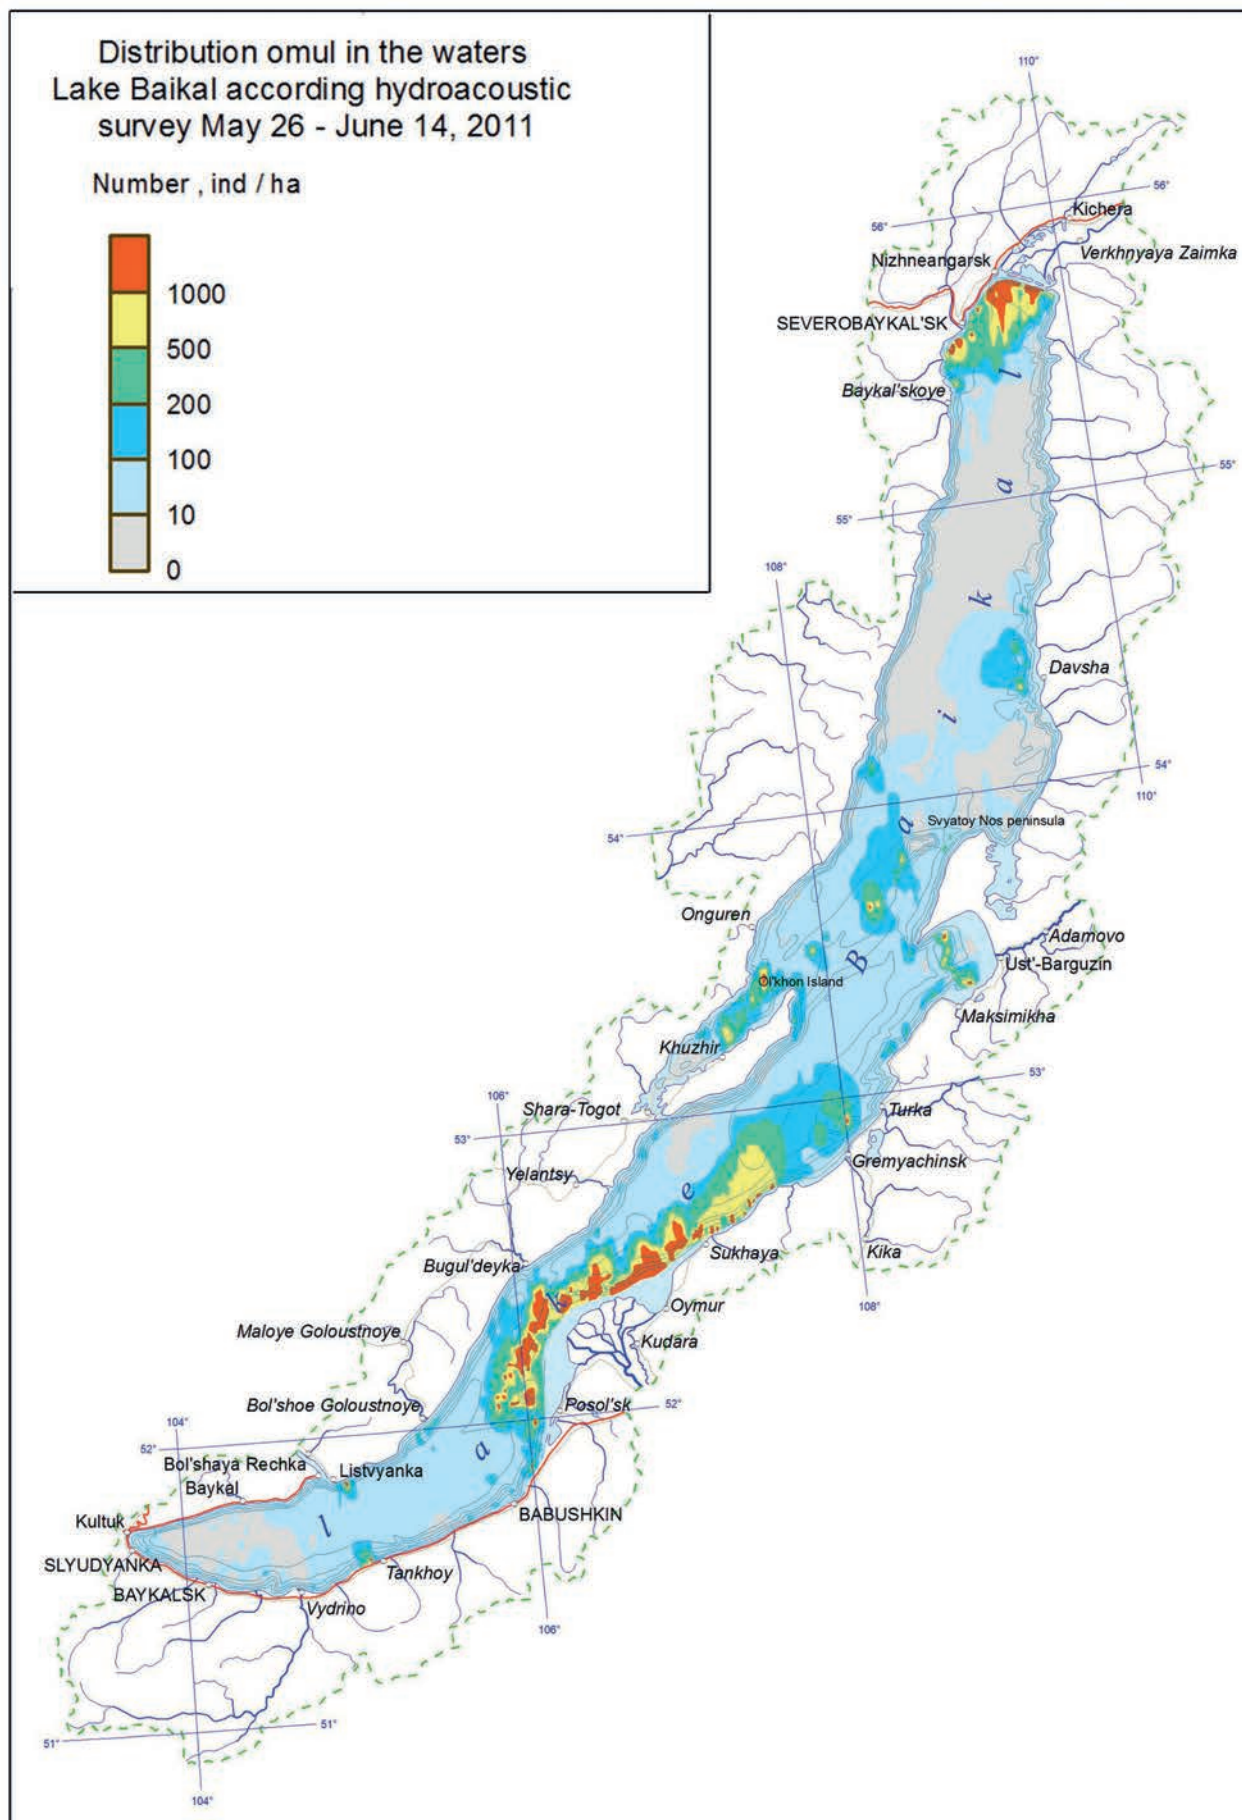 Distribution omul in the waters
Lake Baikal according hydroacoustic
survey May 26 - June 14, 2011
Number , ind / ha
1000
500
200
100
10
0
110°
56°
Kichera
56°
Verkhnyaya Zaimka
Nizhneangarsk
SEVEROBAYKAL'SK
l
Baykal'skoye
55°
a
55°
108°
k
Davsha
i
54°
110°
Svyatoy Nos peninsula
a
54°
Onguren
Adamovo
B
Ust'-Barguzin
Ol'khon Island
Maksimikha
Khuzhir
53°
106°
Shara-Togot
Turka
53°
Gremyachinsk
Yelantsy
e
Sukhaya
Kika
Bugul'deyka
k
Oymur
108°
Maloye Goloustnoye
Kudara
Bol'shoe Goloustnoye
Posol'sk
52°
104°
52°
a
Bol'shaya Rechka
Listvyanka
Baykal
BABUSHKIN
Kultuk
l
SLYUDYANKA
Tankhoy
BAYKALSK
Vydrino
106°
51°
51°
104°